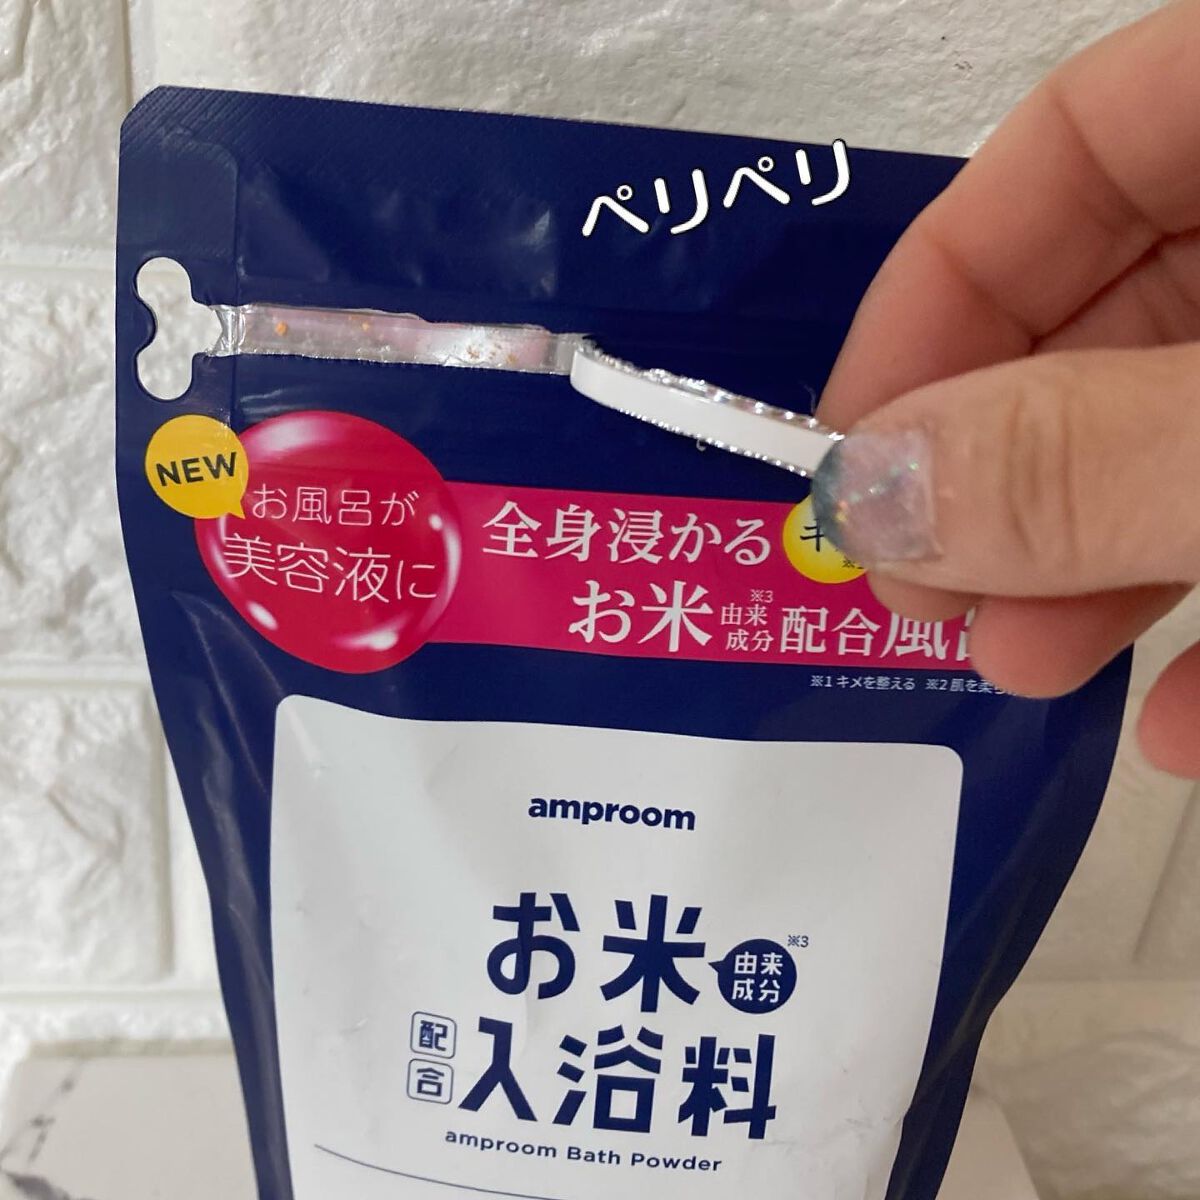 ペリペリ
NEW
お風呂が
美容液に
全身浸かる
お米
※3
由来
成分
配合風呂
※1 キメを整える ※2 肌を柔ら
amproom
お米
由来
成分
※3
配合
入浴料
amproom Bath Powder